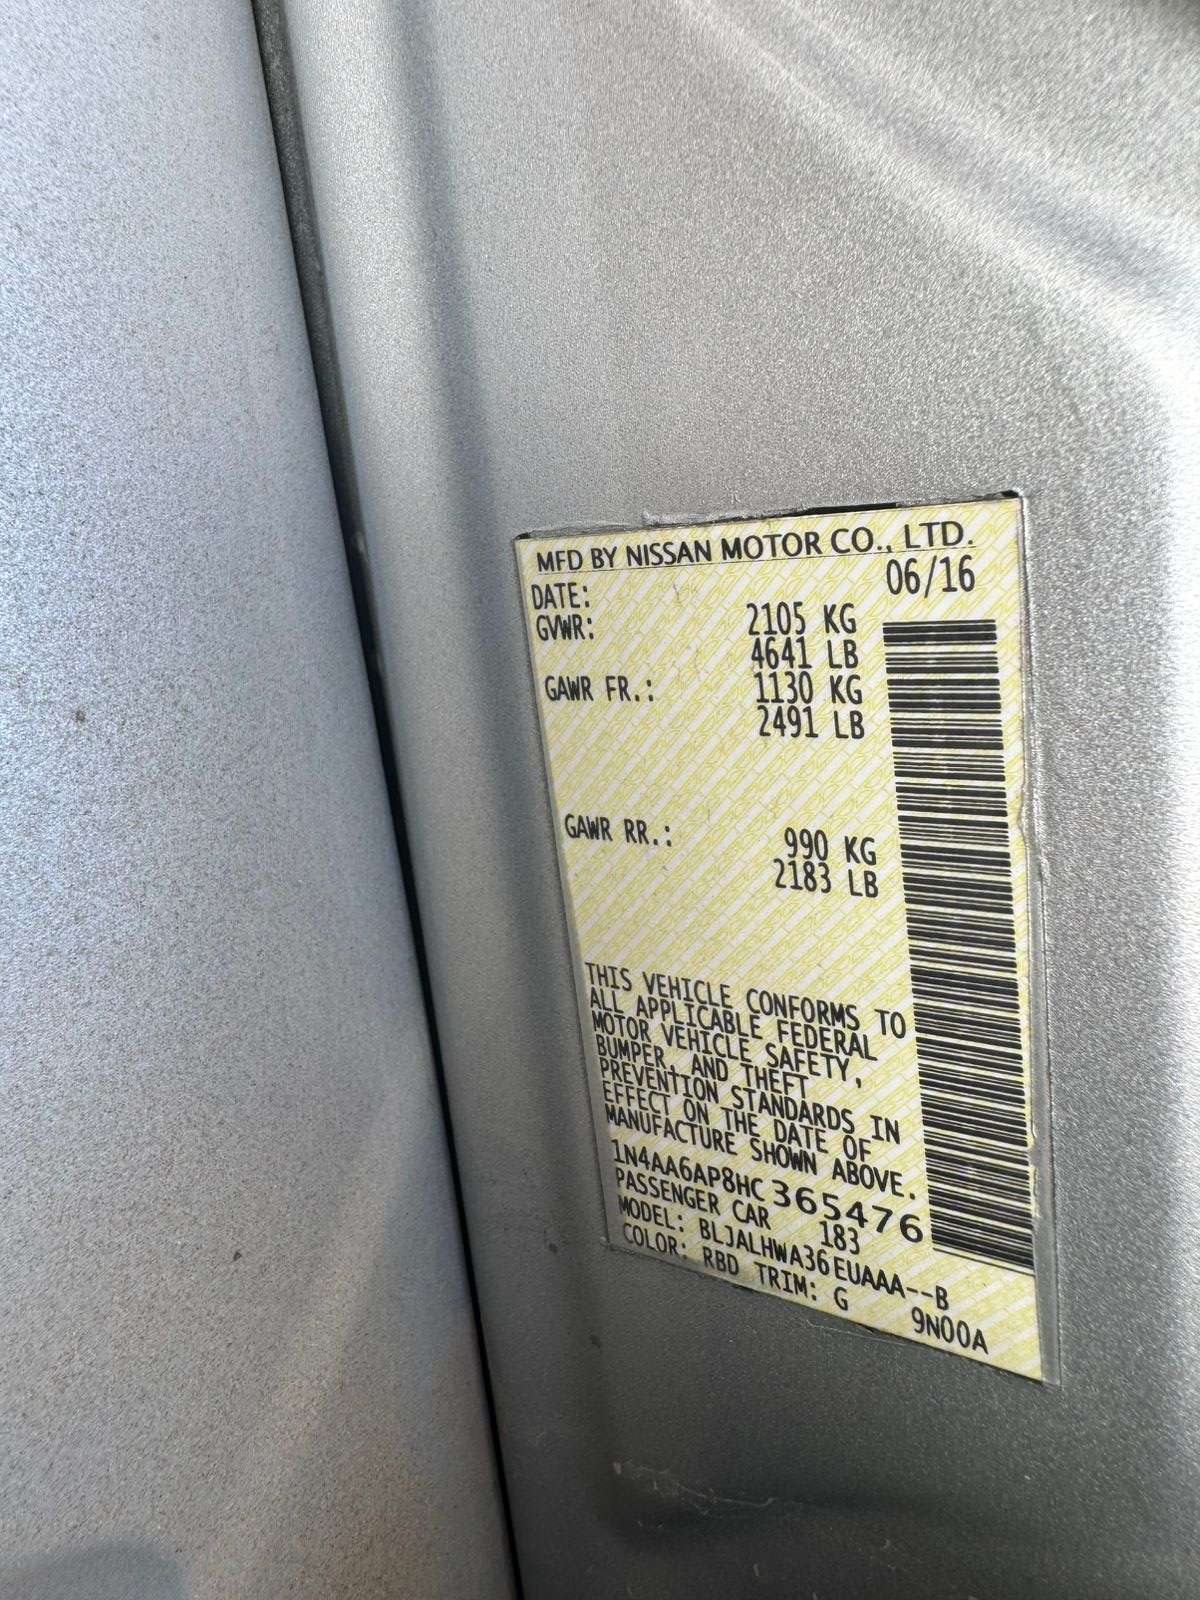 MFD BY NISSAN MOTOR CO., LTD.
DATE: 06/16
GVWR: 2105 KG
4641 LB
GAWR FR.: 1130 KG
2491 LB
GAWR RR.: 990 KG
2183 LB
THIS VEHICLE CONFORMS TO
ALL APPLICABLE FEDERAL
MOTOR VEHICLE SAFETY,
BUMPER, AND THEFT
PREVENTION STANDARDS IN
EFFECT ON THE DATE OF
MANUFACTURE SHOWN ABOVE.
1N4AA6AP8HC365476
PASSENGER CAR 183
MODEL: BLJALHWA36EUAAA--B
COLOR: RBD TRIM: G 9N00A